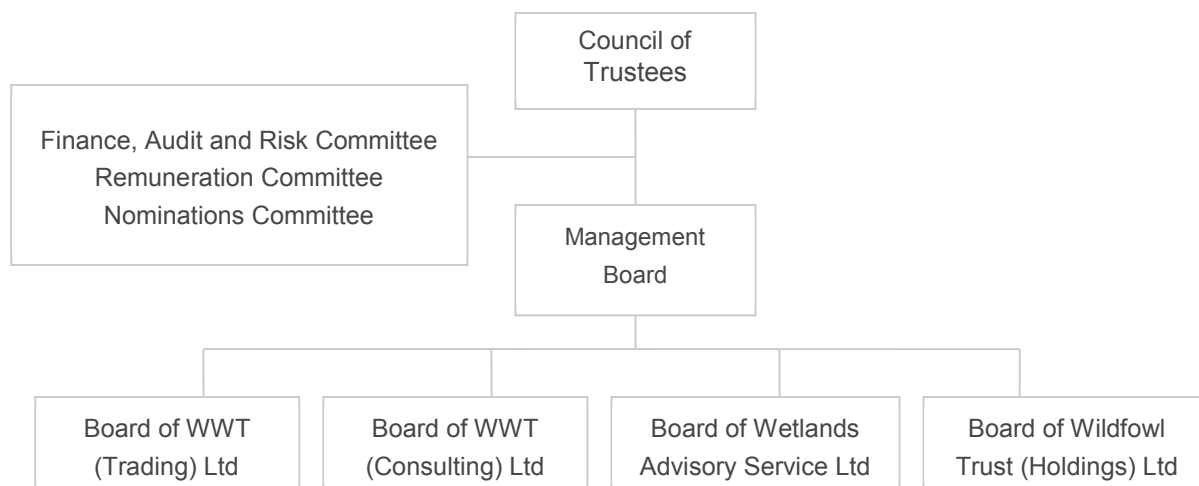 Council of
Trustees
Finance, Audit and Risk Committee
Remuneration Committee
Nominations Committee
Management
Board
Board of WWT
(Trading) Ltd
Board of WWT
(Consulting) Ltd
Board of Wetlands
Advisory Service Ltd
Board of Wildfowl
Trust (Holdings) Ltd